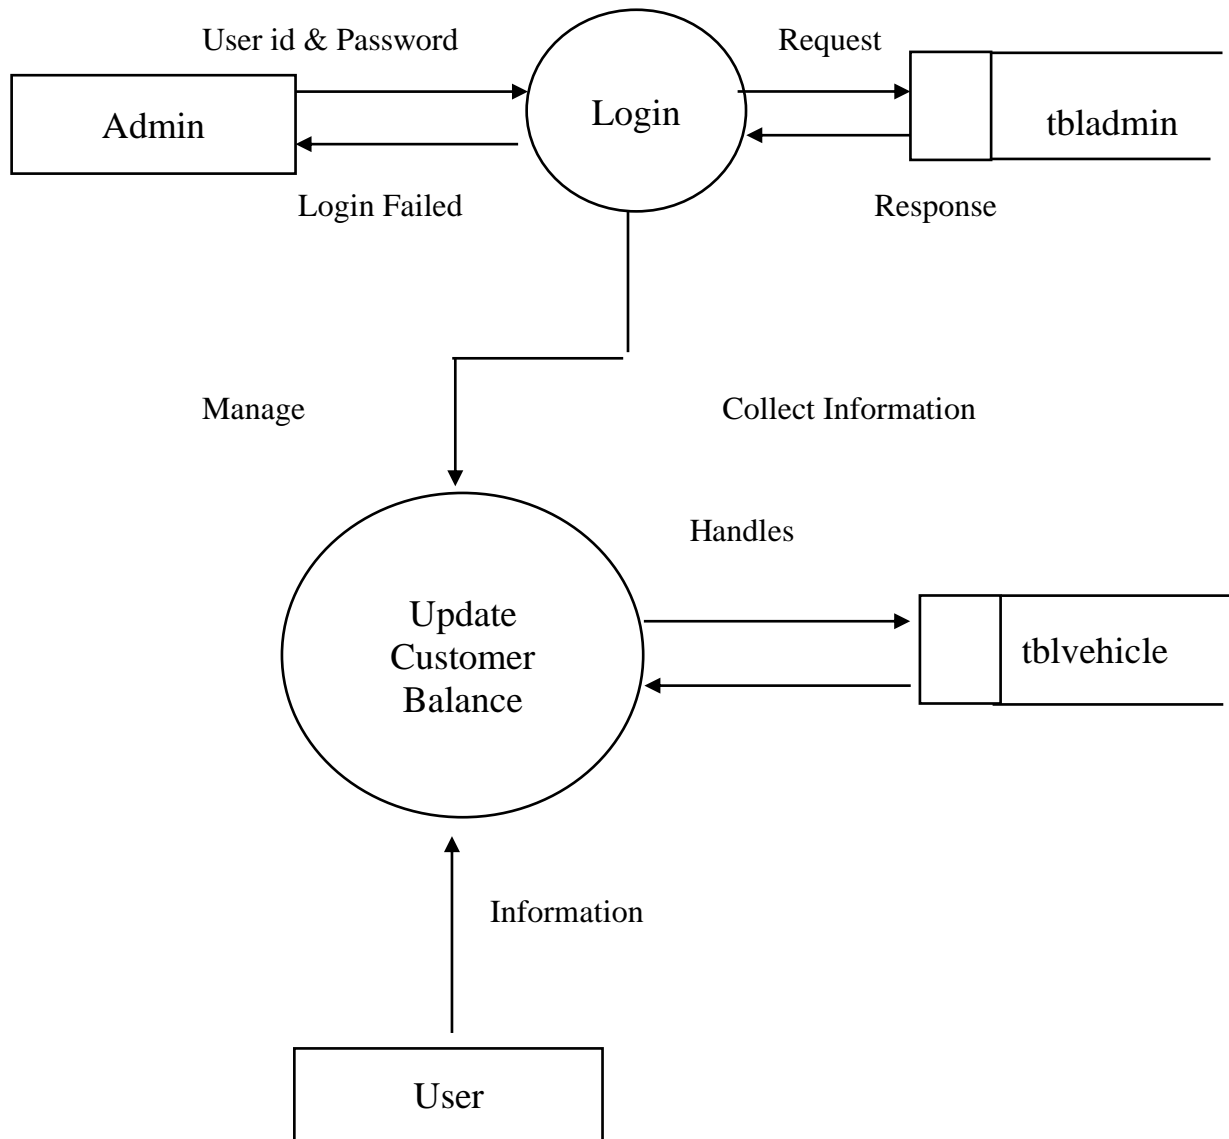 User id & Password
Request
Admin
Login
tbladmin
Login Failed
Response
Manage
Collect Information
Handles
Update
Customer
Balance
tblvehicle
Information
User